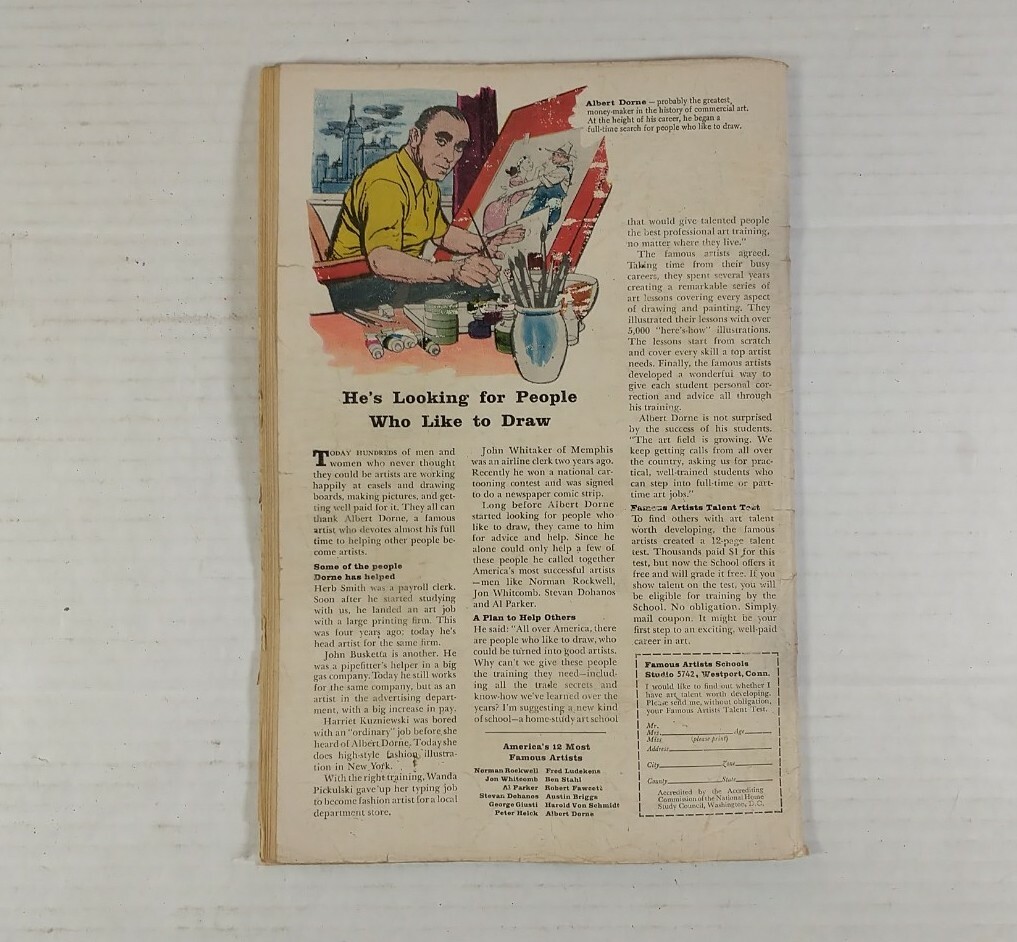 Albert Dorne — probably the greatest
money-maker in the history of commercial art.
At the height of his career, he began a
full-time search for people who like to draw.
He's Looking for People
Who Like to Draw
TODAY HUNDREDS of men and
women who never thought
they could be artists are working
happily at easels and drawing
boards, making pictures, and get-
ting well paid for it. They all can
thank Albert Dorne, a famous
artist who devotes almost his full
time to helping other people be-
come artists.
Some of the people
Dorne has helped
Herb Smith was a payroll clerk.
Soon after he started studying
with us, he landed an art job
with a large printing firm. This
was four years ago; today he's
head artist for the same firm.
John Busketta is another. He
was a pipefitter's helper in a big
gas company. Today he still works
for the same company, but as an
artist in the advertising depart-
ment, with a big increase in pay.
Harriet Kuzniewski was bored
with an "ordinary" job before she
heard of Albert Dorne. Today she
does high-style fashion illustra-
tion in New York.
With the right training, Wanda
Pickulski gave up her typing job
to become fashion artist for a local
department store.
John Whitaker of Memphis
was an airline clerk two years ago.
Recently he won a national car-
tooning contest and was signed
to do a newspaper comic strip.
Long before Albert Dorne
started looking for people who
like to draw, they came to him
for advice and help. Since he
alone could only help a few of
these people he called together
America's most successful artists
—men like Norman Rockwell,
Jon Whitcomb, Stevan Dohanos
and Al Parker.
A Plan to Help Others
He said: "All over America, there
are people who like to draw, who
could be turned into good artists.
Why can't we give these people
the training they need—includ-
ing all the trade secrets and
know-how we've learned over the
years? I'm suggesting a new kind
of school—a home-study art school
America's 12 Most
Famous Artists
Norman Rockwell Fred Ludekens
Jon Whitcomb Ben Stahl
Al Parker Robert Fawcett
Stevan Dohanos Austin Briggs
George Giusti Harold Von Schmidt
Peter Helck Albert Dorne
that would give talented people
the best professional art training,
no matter where they live."
The famous artists agreed.
Taking time from their busy
careers, they spent several years
creating a remarkable series of
art lessons covering every aspect
of drawing and painting. They
illustrated their lessons with over
5,000 "here's-how" illustrations.
The lessons start from scratch
and cover every skill a top artist
needs. Finally, the famous artists
developed a wonderful way to
give each student personal cor-
rection and advice all through
his training.
Albert Dorne is not surprised
by the success of his students.
"The art field is growing. We
keep getting calls from all over
the country, asking us for prac-
tical, well-trained students who
can step into full-time or part-
time art jobs."
Famous Artists Talent Test
To find others with art talent
worth developing, the famous
artists created a 12-page talent
test. Thousands paid $1 for this
test, but now the School offers it
free and will grade it free. If you
show talent on the test, you will
be eligible for training by the
School. No obligation. Simply
mail coupon. It might be your
first step to an exciting, well-paid
career in art.
Famous Artists Schools
Studio 5742, Westport, Conn.
I would like to find out whether I
have art talent worth developing.
Please send me, without obligation,
your Famous Artists Talent Test.
Mr.
Mrs. Age
Miss (please print)
Address
City Zone
County State
Accredited by the Accrediting
Commission of the National Home
Study Council, Washington, D.C.